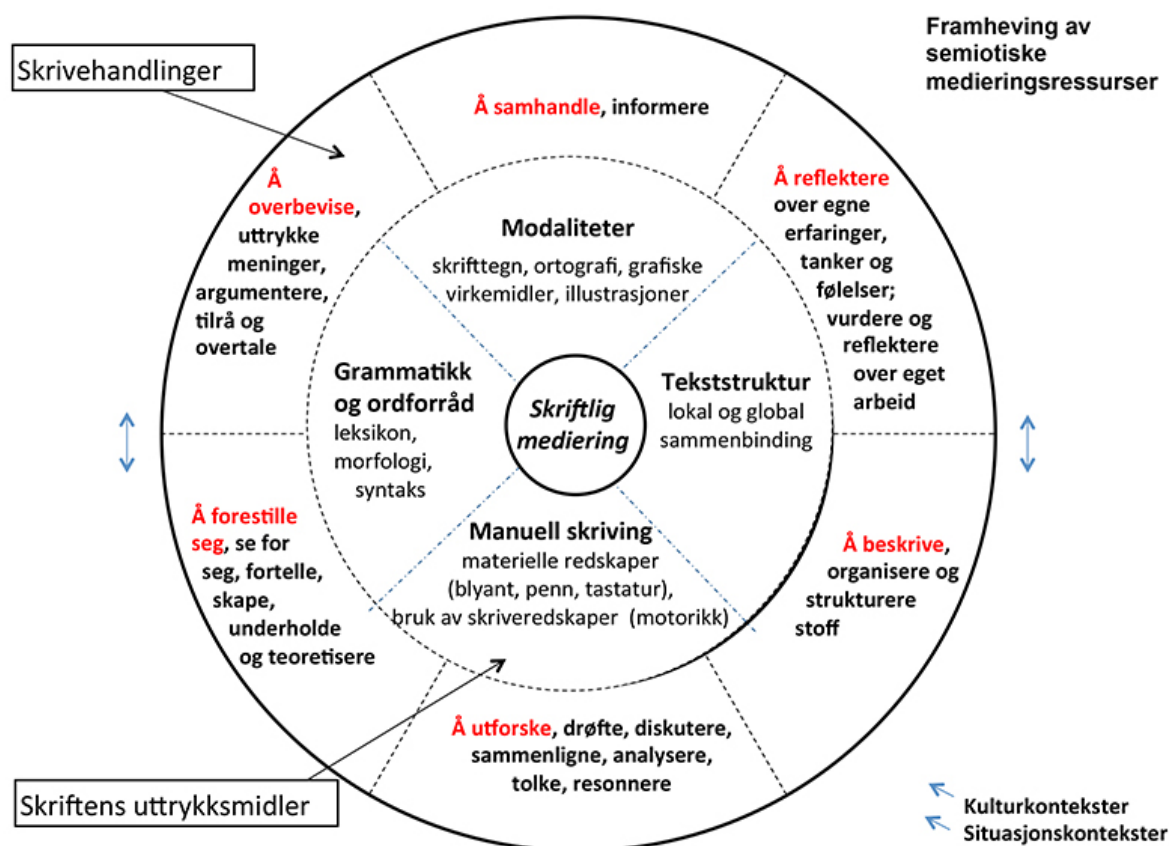 Framheving av
semiotiske
medieringsressurser
Skrivehandlinger
Å samhandle, informere
Å
overbevise,
uttrykke
meninger,
argumentere,
tilrå og
overtale
Å reflektere
over egne
erfaringer,
tanker og
følelser;
vurdere og
reflektere
over eget
arbeid
Modaliteter
skrifttegn, ortografi, grafiske
virkemidler, illustrasjoner
Grammatikk
og ordforråd
leksikon,
morfologi,
syntaks
Skriftlig
mediering
Tekststruktur
lokal og global
sammenbinding
Manuell skriving
materielle redskaper
(blyant, penn, tastatur),
bruk av skriveredskaper (motorikk)
Å forestille
seg, se for
seg, fortelle,
skape,
underholde
og teoretisere
Å beskrive,
organisere og
strukturere
stoff
Å utforske, drøfte, diskutere,
sammenligne, analysere,
tolke, resonnere
Skriftens uttrykksmidler
Kulturkontekster
Situasjonskontekster